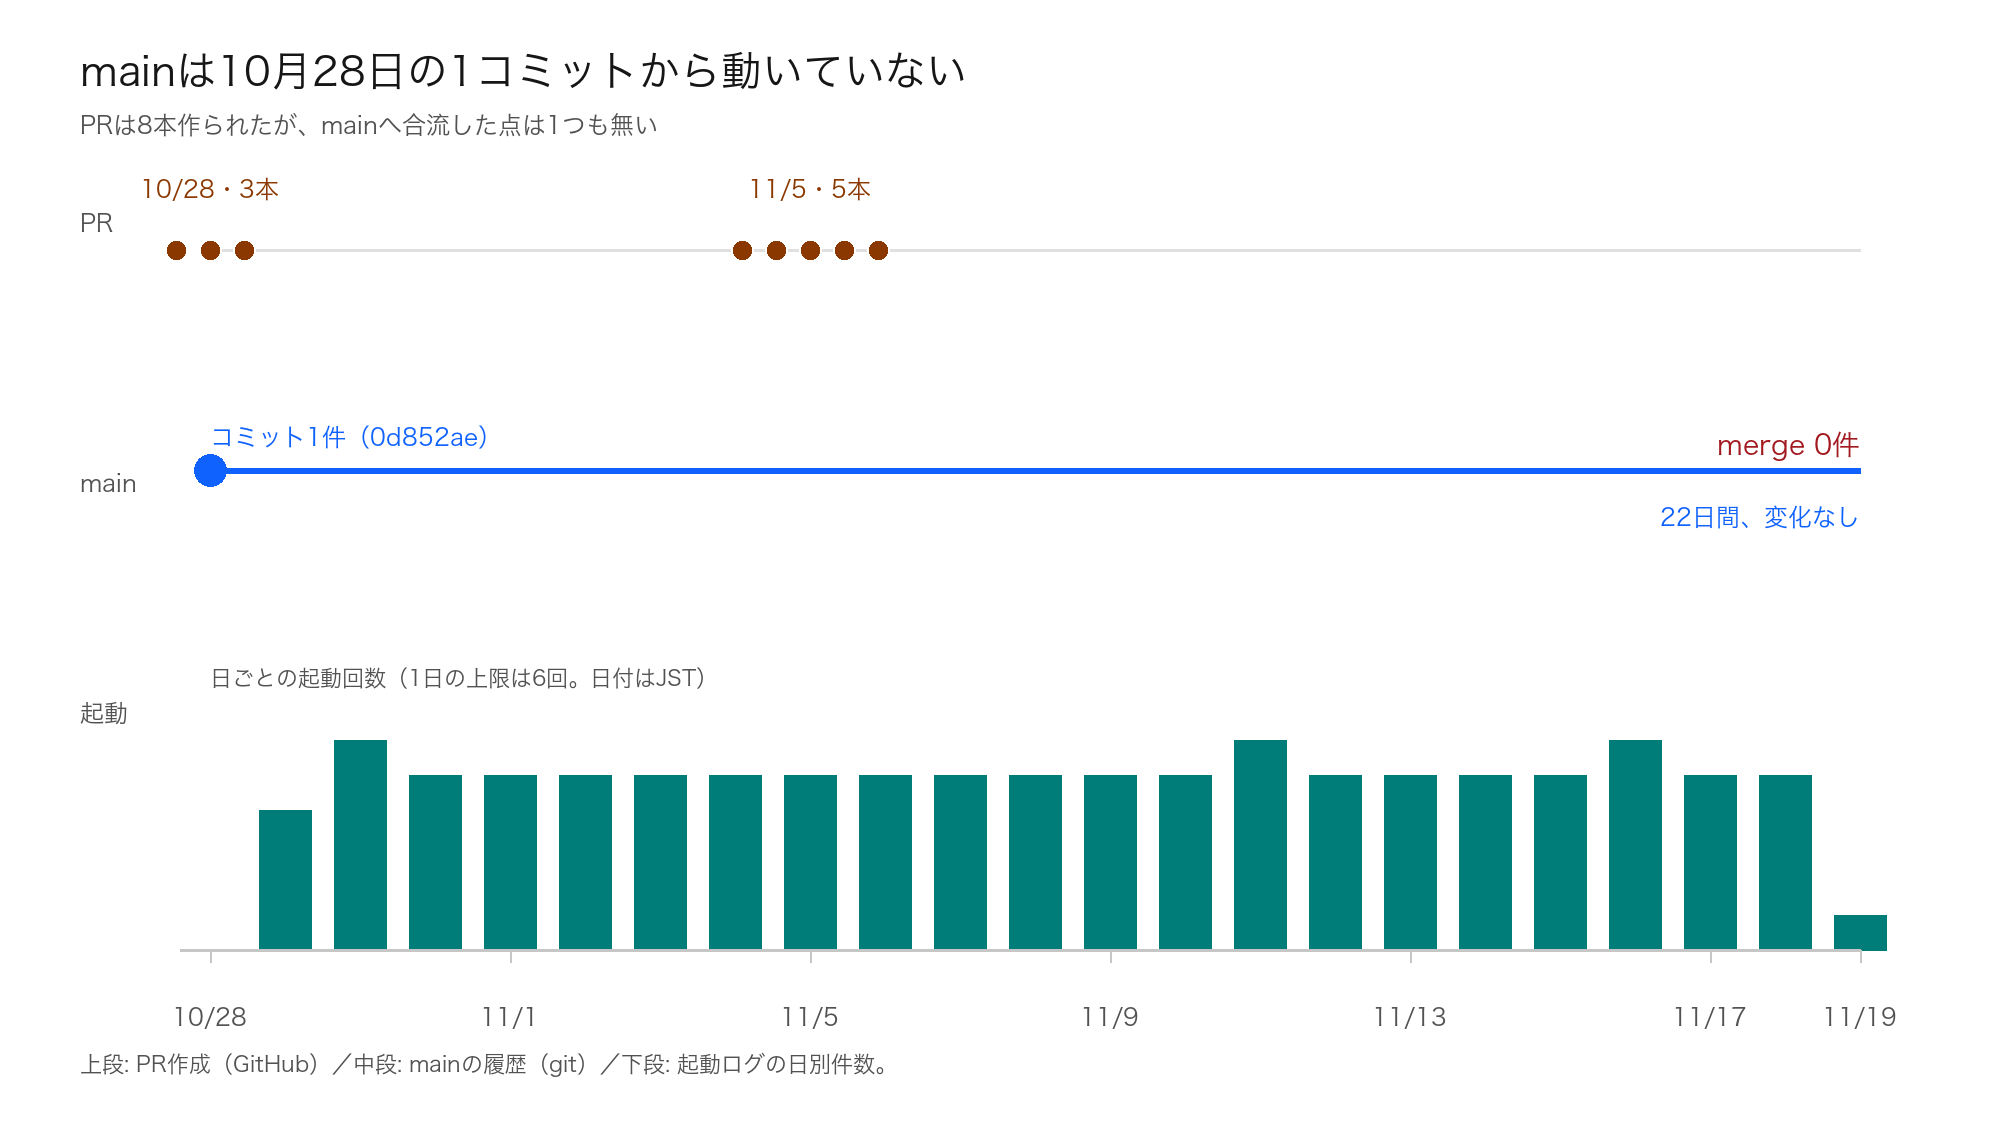 mainは10月28日の1コミットから動いていない
PRは8本作られたが、mainへ合流した点は1つも無い
10/28・3本
11/5・5本
PR
コミット1件（0d852ae）
merge 0件
main
22日間、変化なし
日ごとの起動回数（1日の上限は6回。日付はJST）
起動
10/28
11/1
11/5
11/9
11/13
11/17
11/19
上段: PR作成（GitHub）／中段: mainの履歴（git）／下段: 起動ログの日別件数。